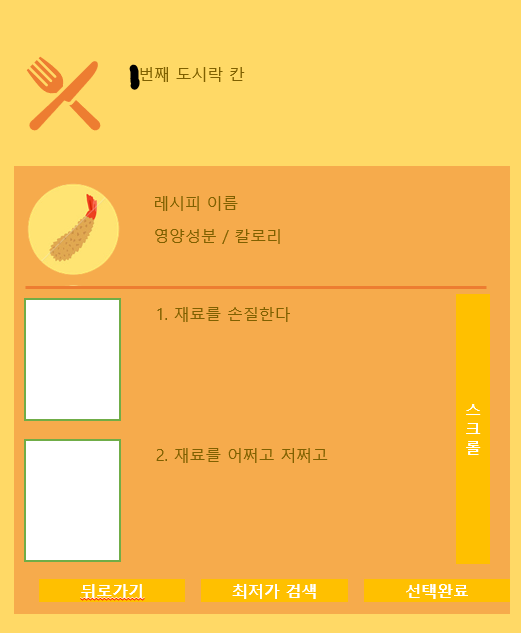 번째 도시락 칸
레시피 이름
영양성분 / 칼로리
1. 재료를 손질한다
2. 재료를 어쩌고 저쩌고
스크롤
뒤로가기
최저가 검색
선택완료